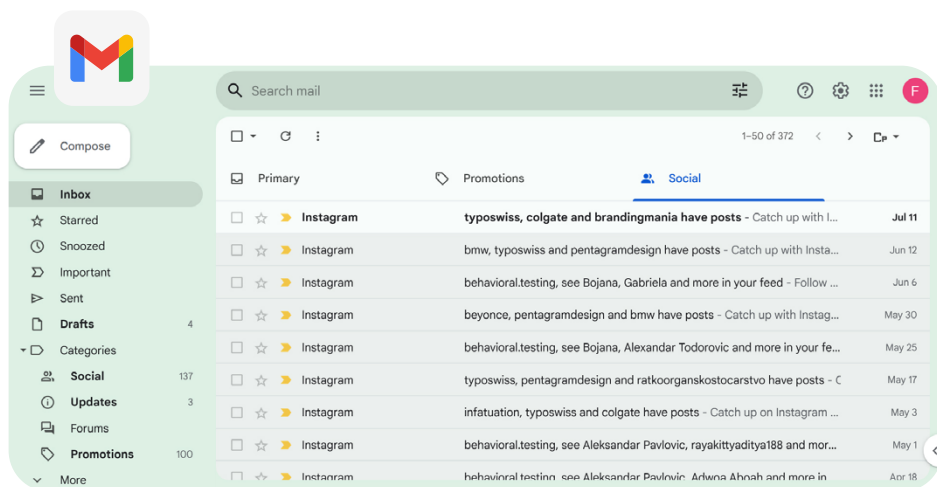 Search mail
F
Compose
1–50 of 372
Primary
Promotions
Social
Inbox
Starred
Snoozed
Important
Sent
Drafts 4
Categories
Social 137
Updates 3
Forums
Promotions 100
More
Instagram typoswiss, colgate and brandingmania have posts - Catch up with I... Jul 11
Instagram bmw, typoswiss and pentagramdesign have posts - Catch up with Insta... Jun 12
Instagram behavioral.testing, see Bojana, Gabriela and more in your feed - Follow ... Jun 6
Instagram beyonce, pentagramdesign and bmw have posts - Catch up with Instag... May 30
Instagram behavioral.testing, see Bojana, Alexandar Todorovic and more in your fe... May 25
Instagram typoswiss, pentagramdesign and ratkoorganskostocarstvo have posts - C May 17
Instagram infatuation, typoswiss and colgate have posts - Catch up on Instagram ... May 3
Instagram behavioral.testing, see Aleksandar Pavlovic, rayakittyaditya188 and mor... May 1
Instagram behavioral.testing, see Aleksandar Pavlovic, Adwoa Aboah and more in Apr 18